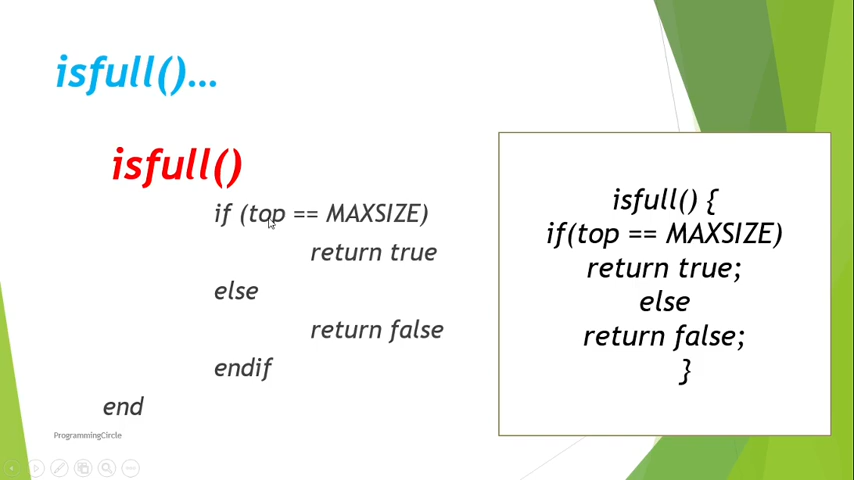 isfull()...
isfull()
if (top == MAXSIZE)
return true
else
return false
endif
end
isfull() {
if(top == MAXSIZE)
return true;
else
return false;
}
ProgrammingCircle